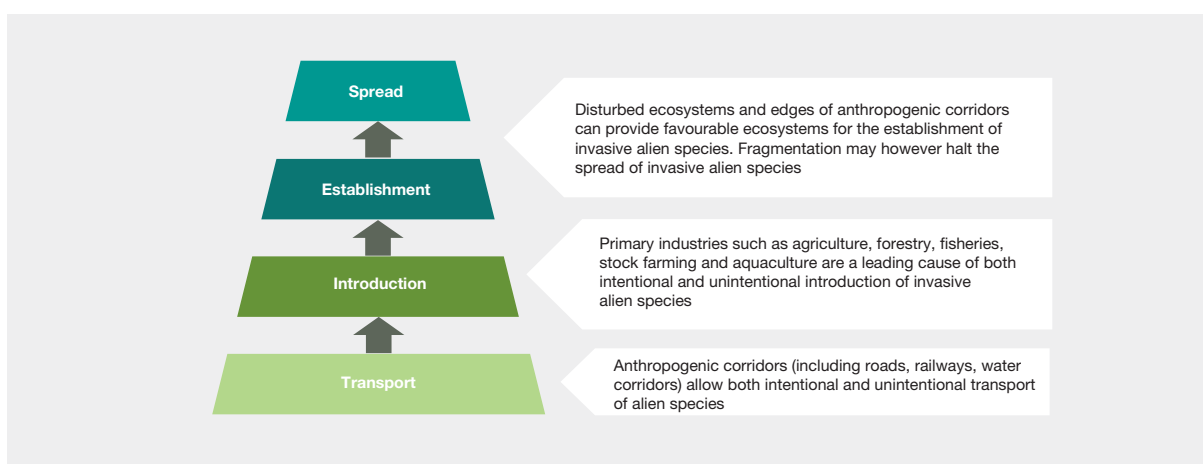 Spread
Disturbed ecosystems and edges of anthropogenic corridors
can provide favourable ecosystems for the establishment of
invasive alien species. Fragmentation may however halt the
spread of invasive alien species
Establishment
Primary industries such as agriculture, forestry, fisheries,
stock farming and aquaculture are a leading cause of both
intentional and unintentional introduction of invasive
alien species
Introduction
Anthropogenic corridors (including roads, railways, water
corridors) allow both intentional and unintentional transport
of alien species
Transport